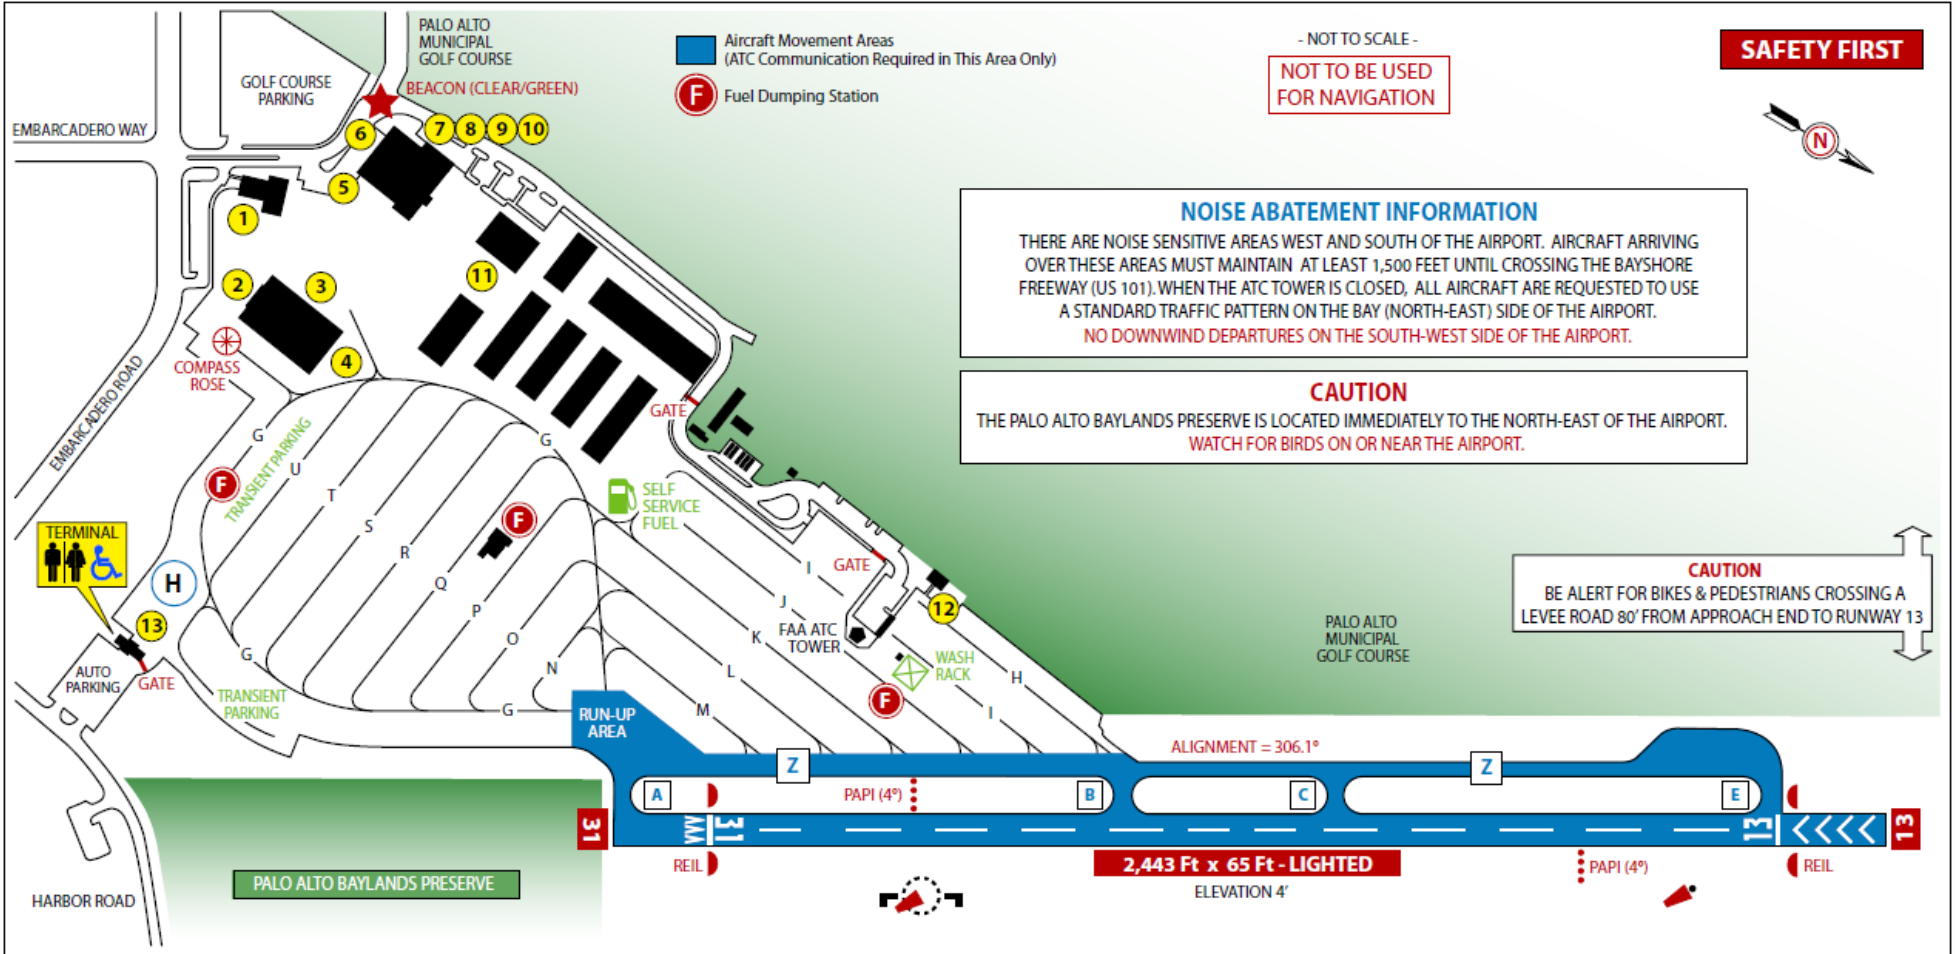 PALO ALTO
MUNICIPAL
GOLF COURSE
Aircraft Movement Areas
(ATC Communication Required in This Area Only)
F
Fuel Dumping Station
- NOT TO SCALE -
NOT TO BE USED
FOR NAVIGATION
SAFETY FIRST
N
GOLF COURSE
PARKING
BEACON (CLEAR/GREEN)
EMBARCADERO WAY
6
7
8
9
10
5
1
11
2
3
4
COMPASS
ROSE
EMBARCADERO ROAD
NOISE ABATEMENT INFORMATION
THERE ARE NOISE SENSITIVE AREAS WEST AND SOUTH OF THE AIRPORT. AIRCRAFT ARRIVING
OVER THESE AREAS MUST MAINTAIN AT LEAST 1,500 FEET UNTIL CROSSING THE BAYSHORE
FREEWAY (US 101). WHEN THE ATC TOWER IS CLOSED, ALL AIRCRAFT ARE REQUESTED TO USE
A STANDARD TRAFFIC PATTERN ON THE BAY (NORTH-EAST) SIDE OF THE AIRPORT.
NO DOWNWIND DEPARTURES ON THE SOUTH-WEST SIDE OF THE AIRPORT.
CAUTION
THE PALO ALTO BAYLANDS PRESERVE IS LOCATED IMMEDIATELY TO THE NORTH-EAST OF THE AIRPORT.
WATCH FOR BIRDS ON OR NEAR THE AIRPORT.
GATE
G
TRANSIENT PARKING
G
U
T
S
R
Q
P
O
N
F
F
SELF
SERVICE
FUEL
TERMINAL
H
13
AUTO
PARKING
GATE
G
TRANSIENT
PARKING
G
RUN-UP
AREA
I
J
K
L
M
GATE
FAA ATC
TOWER
12
WASH
RACK
F
H
I
PALO ALTO
MUNICIPAL
GOLF COURSE
CAUTION
BE ALERT FOR BIKES & PEDESTRIANS CROSSING A
LEVEE ROAD 80' FROM APPROACH END TO RUNWAY 13
ALIGNMENT = 306.1º
Z
Z
A
PAPI (4º)
B
C
E
31
31
13
13
REIL
2,443 Ft x 65 Ft - LIGHTED
ELEVATION 4'
PAPI (4º)
REIL
PALO ALTO BAYLANDS PRESERVE
HARBOR ROAD